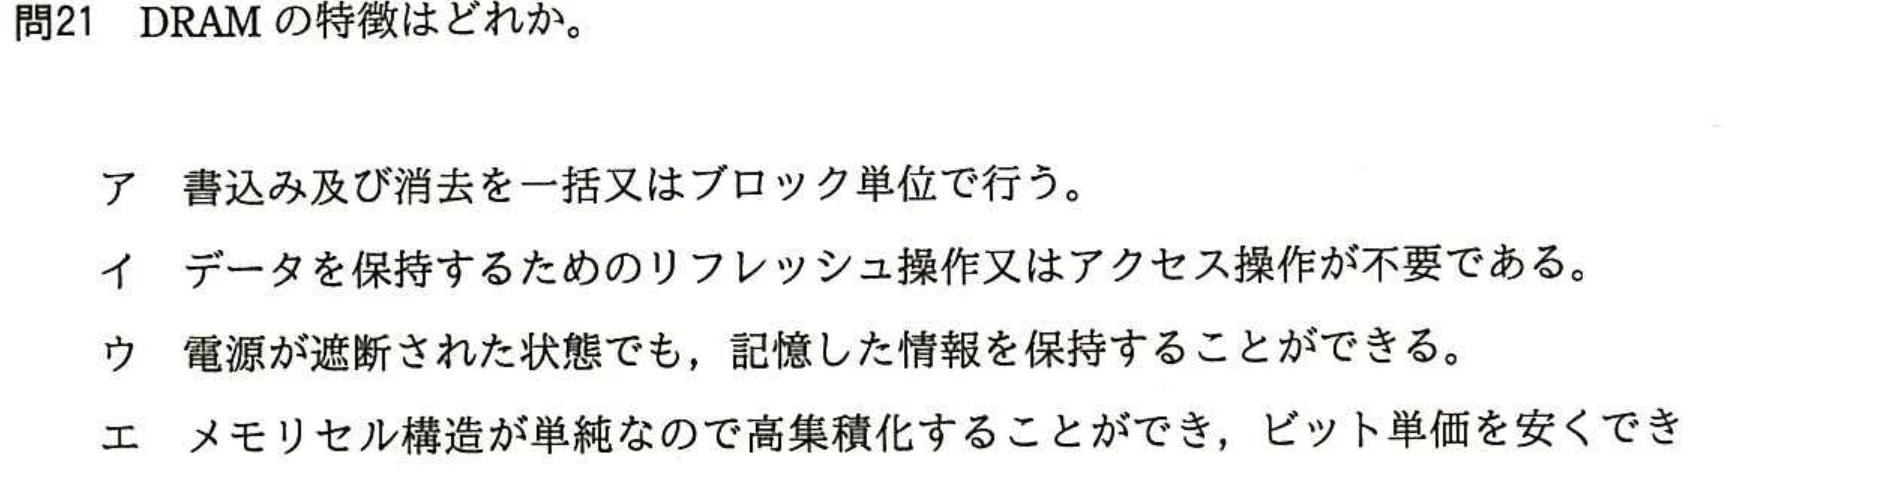 問21 DRAM の特徴はどれか。
ア 書込み及び消去を一括又はブロック単位で行う。
イ データを保持するためのリフレッシュ操作又はアクセス操作が不要である。
ウ 電源が遮断された状態でも，記憶した情報を保持することができる。
エ メモリセル構造が単純なので高集積化することができ，ビット単価を安くでき